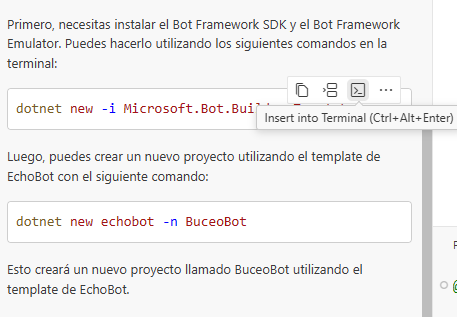 Primero, necesitas instalar el Bot Framework SDK y el Bot Framework
Emulator. Puedes hacerlo utilizando los siguientes comandos en la
terminal:
dotnet new -i Microsoft.Bot.Buil
Insert into Terminal (Ctrl+Alt+Enter)
Luego, puedes crear un nuevo proyecto utilizando el template de
EchoBot con el siguiente comando:
dotnet new echobot -n BuceoBot
Esto creará un nuevo proyecto llamado BuceoBot utilizando el
template de EchoBot.